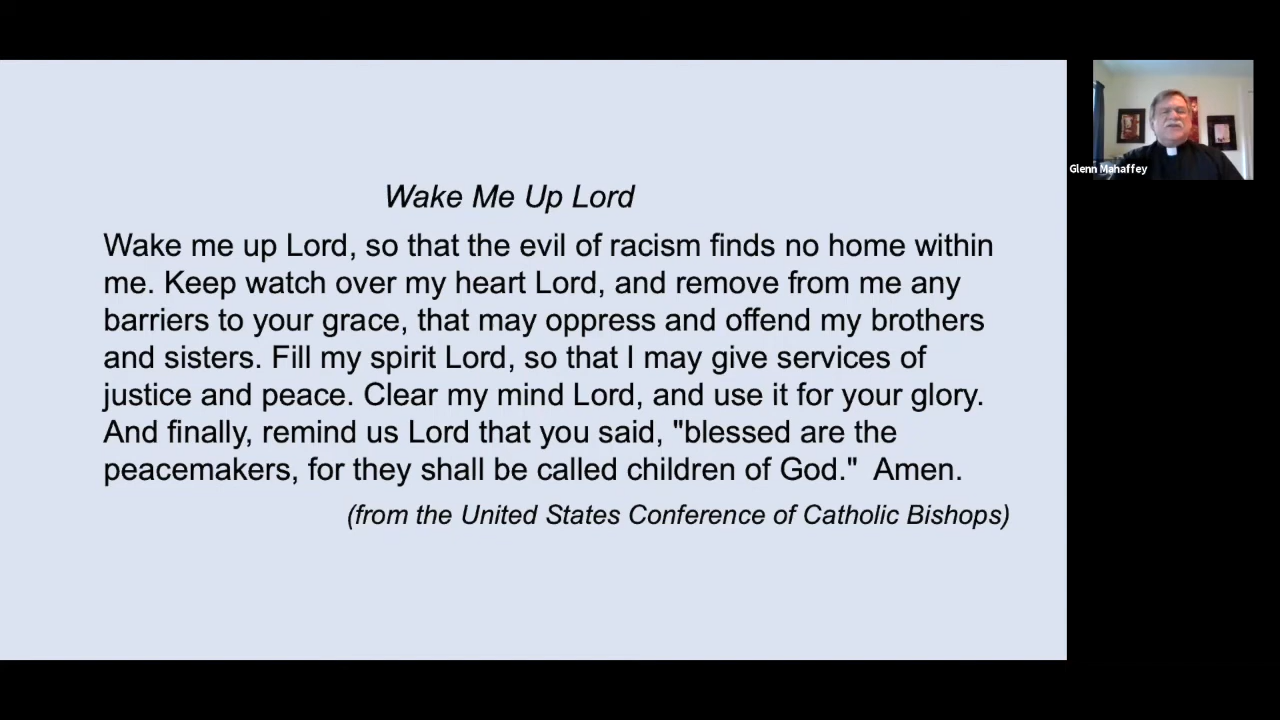 Wake Me Up Lord
Wake me up Lord, so that the evil of racism finds no home within
me. Keep watch over my heart Lord, and remove from me any
barriers to your grace, that may oppress and offend my brothers
and sisters. Fill my spirit Lord, so that I may give services of
justice and peace. Clear my mind Lord, and use it for your glory.
And finally, remind us Lord that you said, "blessed are the
peacemakers, for they shall be called children of God."  Amen.
(from the United States Conference of Catholic Bishops)
Glenn Mahaffey